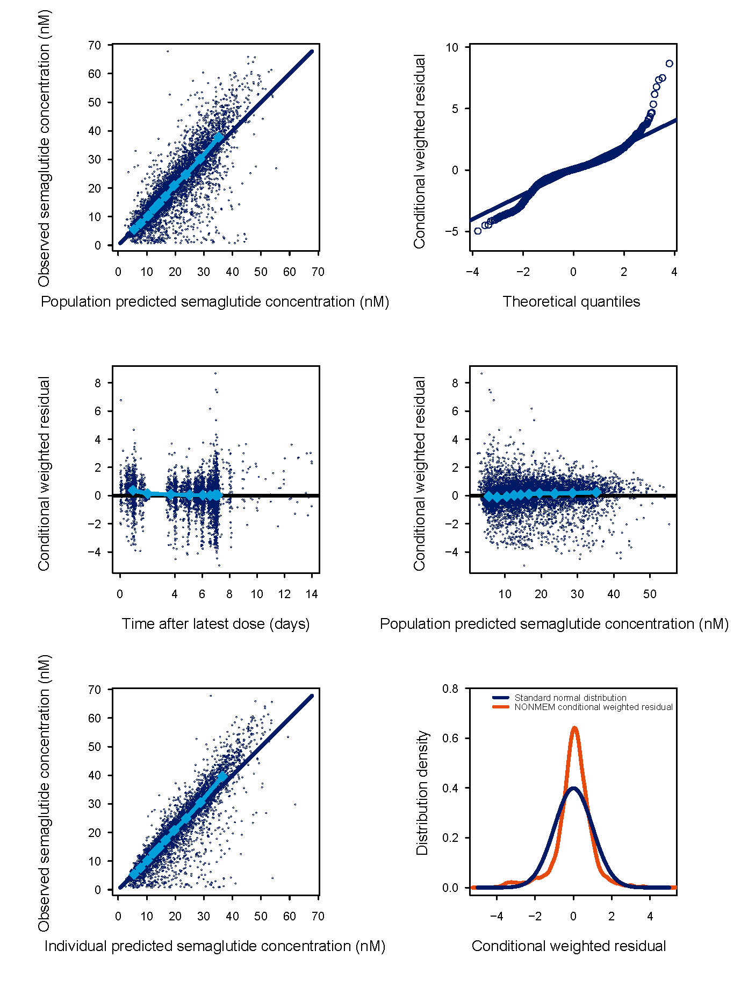 Observed semaglutide concentration (nM)
70
60
50
40
30
20
10
0
0 10 20 30 40 50 60 70
Population predicted semaglutide concentration (nM)
Conditional weighted residual
10
5
0
−5
−4 −2 0 2 4
Theoretical quantiles
Conditional weighted residual
8
6
4
2
0
−2
−4
0 4 6 8 10 12 14
Time after latest dose (days)
Conditional weighted residual
8
6
4
2
0
−2
−4
10 20 30 40 50
Population predicted semaglutide concentration (nM)
Observed semaglutide concentration (nM)
70
60
50
40
30
20
10
0
0 10 20 30 40 50 60 70
Individual predicted semaglutide concentration (nM)
Distribution density
0.8
0.6
0.4
0.2
0.0
Standard normal distribution
NONMEM conditional weighted residual
−4 −2 0 2 4
Conditional weighted residual